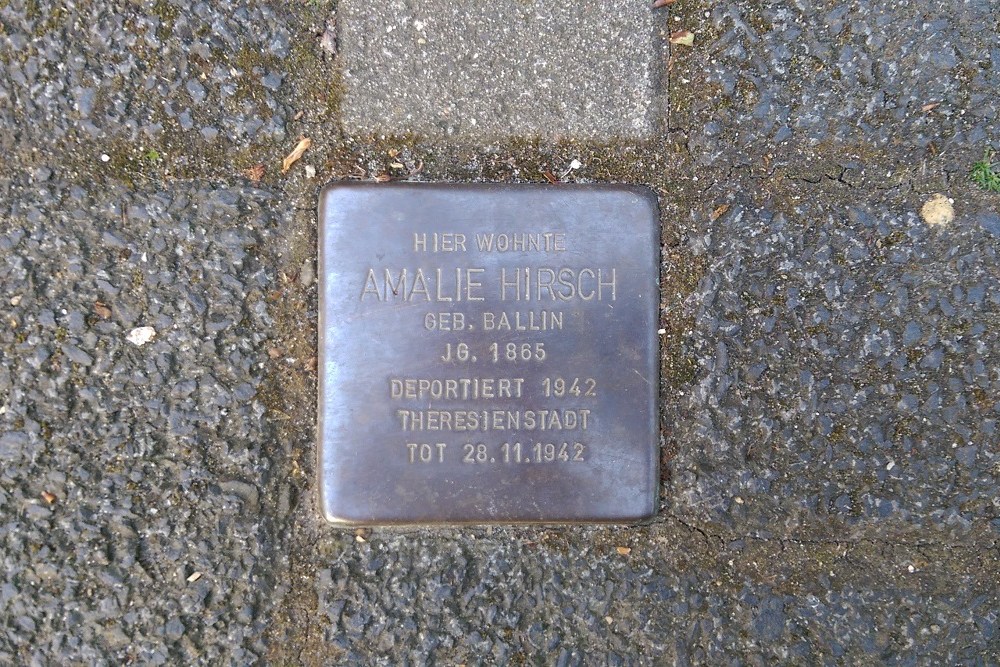 HIER WOHNTE
AMALIE HIRSCH
GEB. BALLIN
JG. 1865
DEPORTIERT 1942
THERESIENSTADT
TOT 28.11.1942